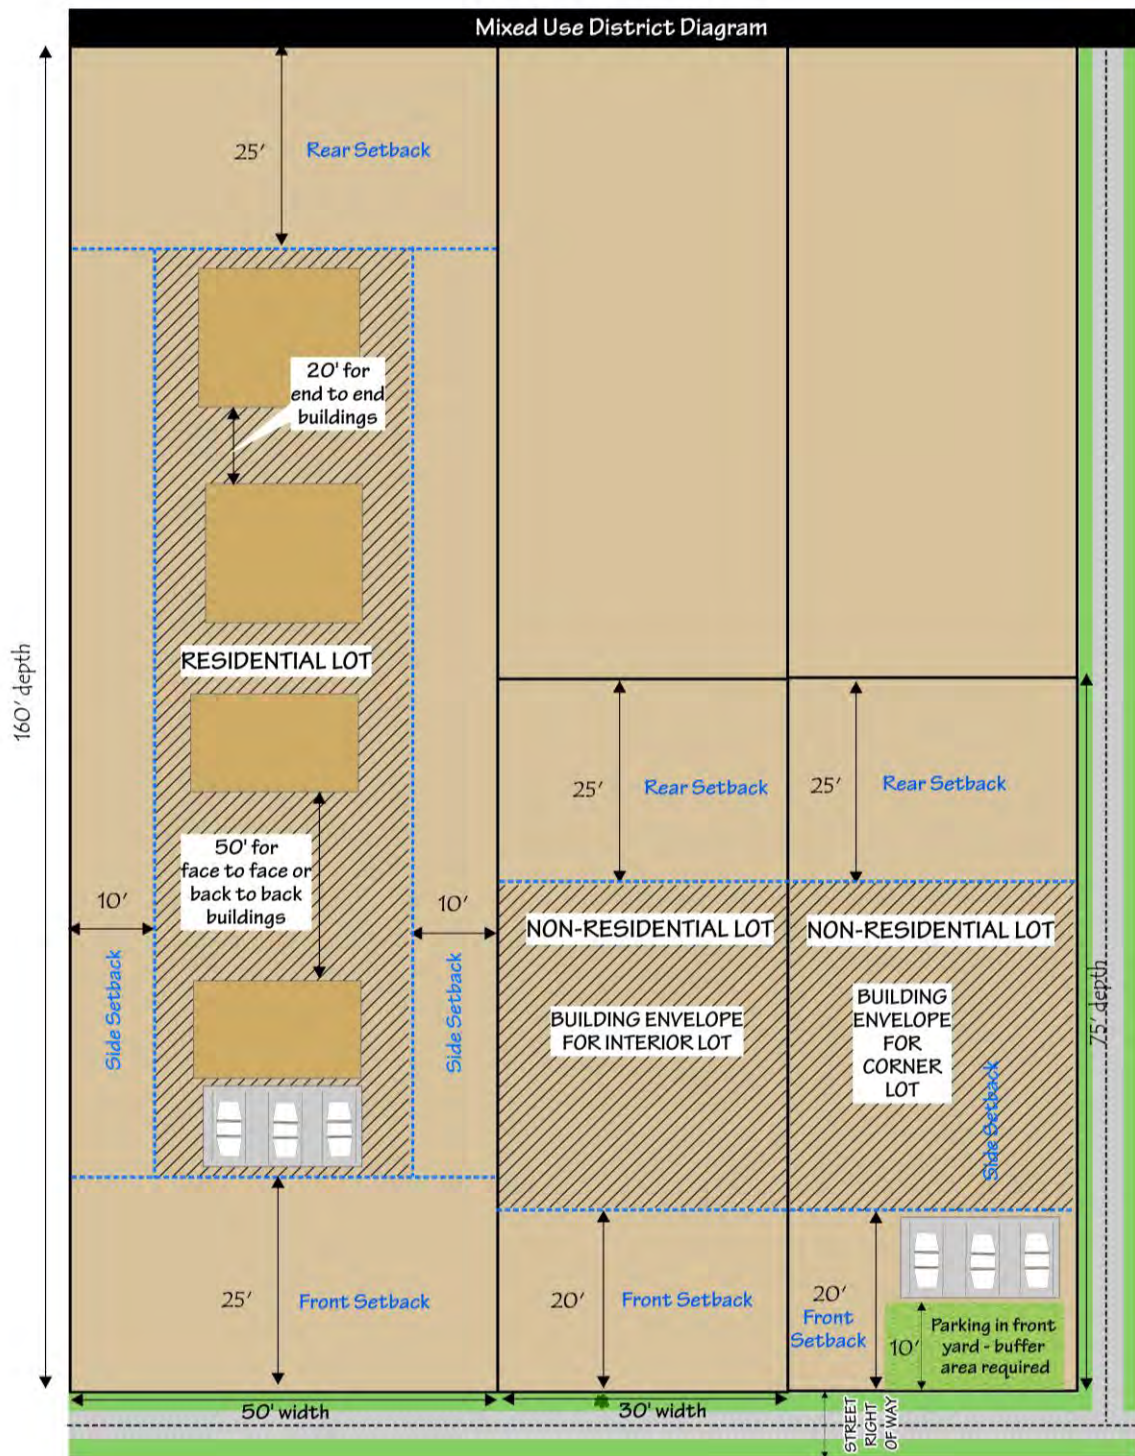 Mixed Use District Diagram
25'
Rear Setback
20' for
end to end
buildings
RESIDENTIAL LOT
160' depth
50' for
face to face or
back to back
buildings
10'
10'
Side Setback
Side Setback
25'
Front Setback
50' width
25'
Rear Setback
NON-RESIDENTIAL LOT
BUILDING ENVELOPE
FOR INTERIOR LOT
20'
Front Setback
30' width
25'
Rear Setback
NON-RESIDENTIAL LOT
BUILDING
ENVELOPE
FOR
CORNER
LOT
Side Setback
75' depth
20'
Front
Setback
10'
Parking in front
yard - buffer
area required
STREET
RIGHT
OF WAY